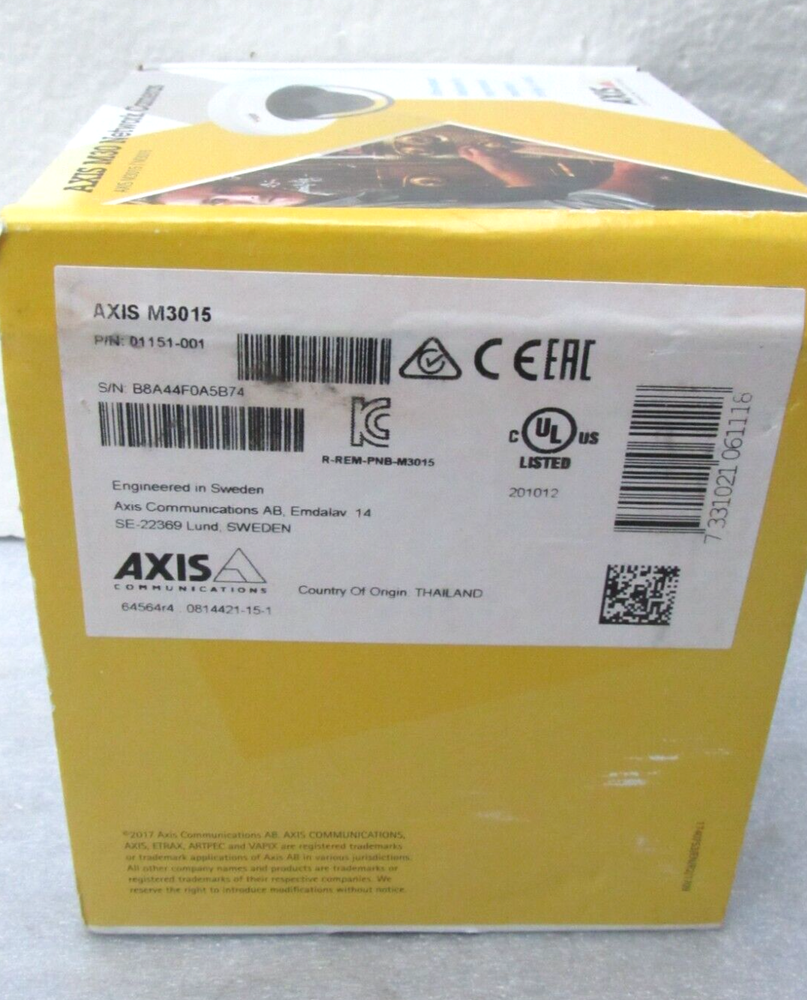 AXIS M30 Network Camera
AXIS
AXIS M3015
P/N: 01151-001
S/N: B8A44F0A5B74
CE EAC
KC
R-REM-PNB-M3015
C UL US
LISTED
201012
7 331021 061116
Engineered in Sweden
Axis Communications AB, Emdalav 14
SE-22369 Lund, SWEDEN
AXIS
COMMUNICATIONS
Country Of Origin: THAILAND
64564r4 0814421-15-1
©2017 Axis Communications AB. AXIS COMMUNICATIONS,
AXIS, ETRAX, ARTPEC and VAPIX are registered trademarks
or trademark applications of Axis AB in various jurisdictions.
All other company names and products are trademarks or
registered trademarks of their respective companies. We
reserve the right to introduce modifications without notice.